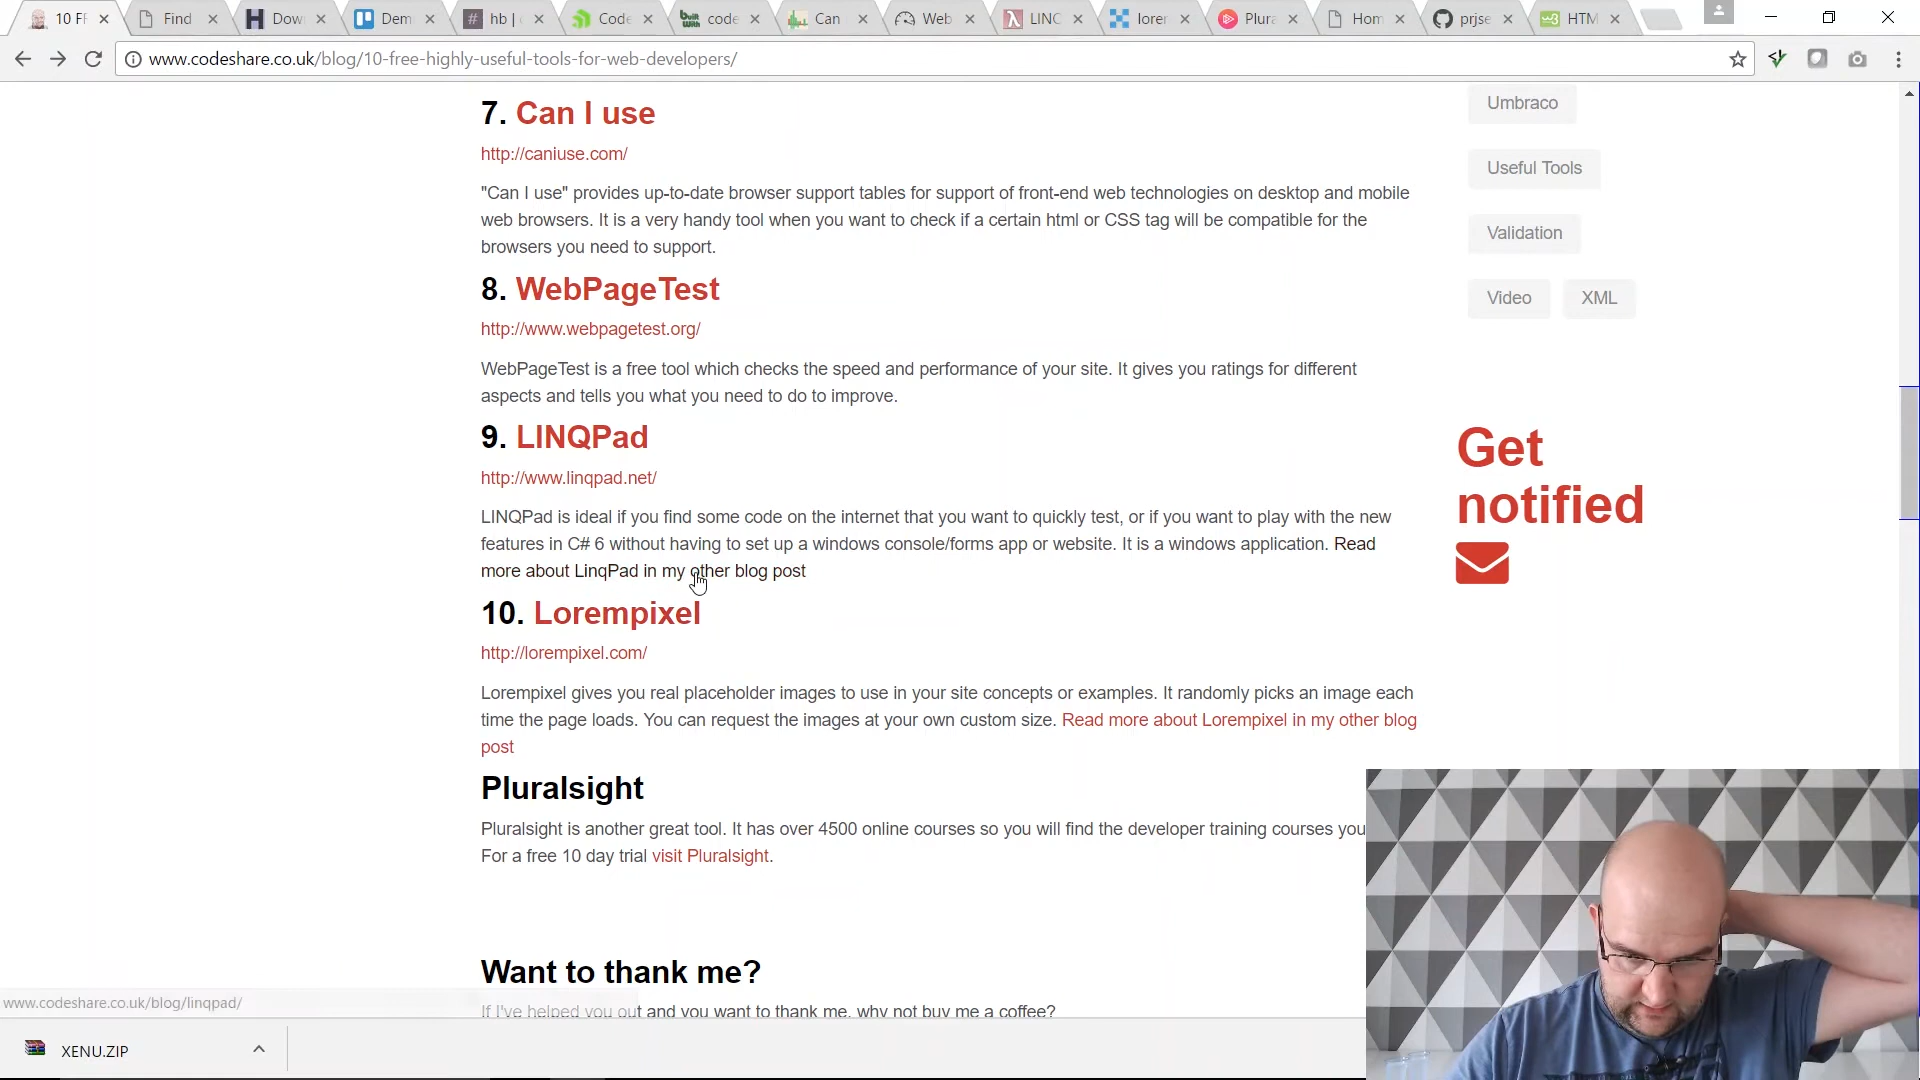 10 F
Find
Dow
Dem
hb | 
Code
code
Can
Web
LINC
lorer
Plura
Hom
prjse
HTM
www.codeshare.co.uk/blog/10-free-highly-useful-tools-for-web-developers/
7. Can I use
http://caniuse.com/
"Can I use" provides up-to-date browser support tables for support of front-end web technologies on desktop and mobile
web browsers. It is a very handy tool when you want to check if a certain html or CSS tag will be compatible for the
browsers you need to support.
8. WebPageTest
http://www.webpagetest.org/
WebPageTest is a free tool which checks the speed and performance of your site. It gives you ratings for different
aspects and tells you what you need to do to improve.
9. LINQPad
http://www.linqpad.net/
LINQPad is ideal if you find some code on the internet that you want to quickly test, or if you want to play with the new
features in C# 6 without having to set up a windows console/forms app or website. It is a windows application. Read
more about LinqPad in my other blog post
10. Lorempixel
http://lorempixel.com/
Lorempixel gives you real placeholder images to use in your site concepts or examples. It randomly picks an image each
time the page loads. You can request the images at your own custom size. Read more about Lorempixel in my other blog
post
Pluralsight
Pluralsight is another great tool. It has over 4500 online courses so you will find the developer training courses you
For a free 10 day trial visit Pluralsight.
Want to thank me?
If I've helped you out and you want to thank me, why not buy me a coffee?
Umbraco
Useful Tools
Validation
Video XML
Get
notified
www.codeshare.co.uk/blog/linqpad/
XENU.ZIP